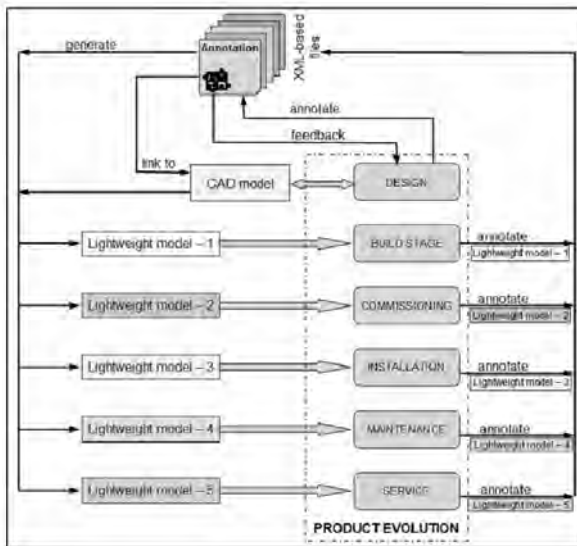 generate
Annotation
XML-based
files
annotate
feedback
link to
CAD model
DESIGN
Lightweight model – 1
BUILD STAGE
annotate
Lightweight model – 1
Lightweight model – 2
COMMISSIONING
annotate
Lightweight model – 2
Lightweight model – 3
INSTALLATION
annotate
Lightweight model – 3
Lightweight model – 4
MAINTENANCE
annotate
Lightweight model – 4
Lightweight model – 5
SERVICE
annotate
Lightweight model – 5
PRODUCT EVOLUTION